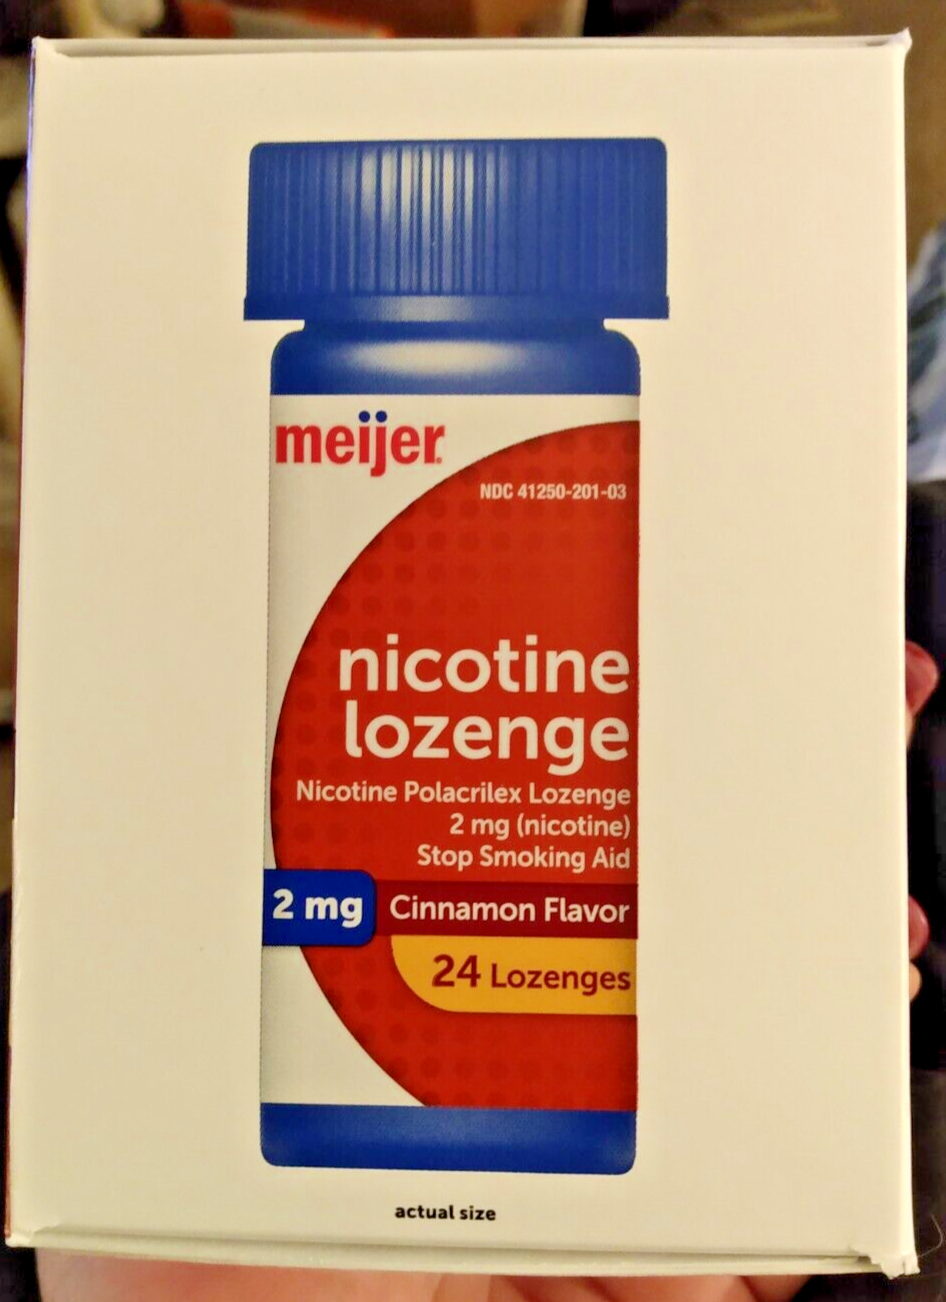 meijer
NDC 41250-201-03
nicotine
lozenge
Nicotine Polacrilex Lozenge
2 mg (nicotine)
Stop Smoking Aid
2 mg Cinnamon Flavor
24 Lozenges
actual size